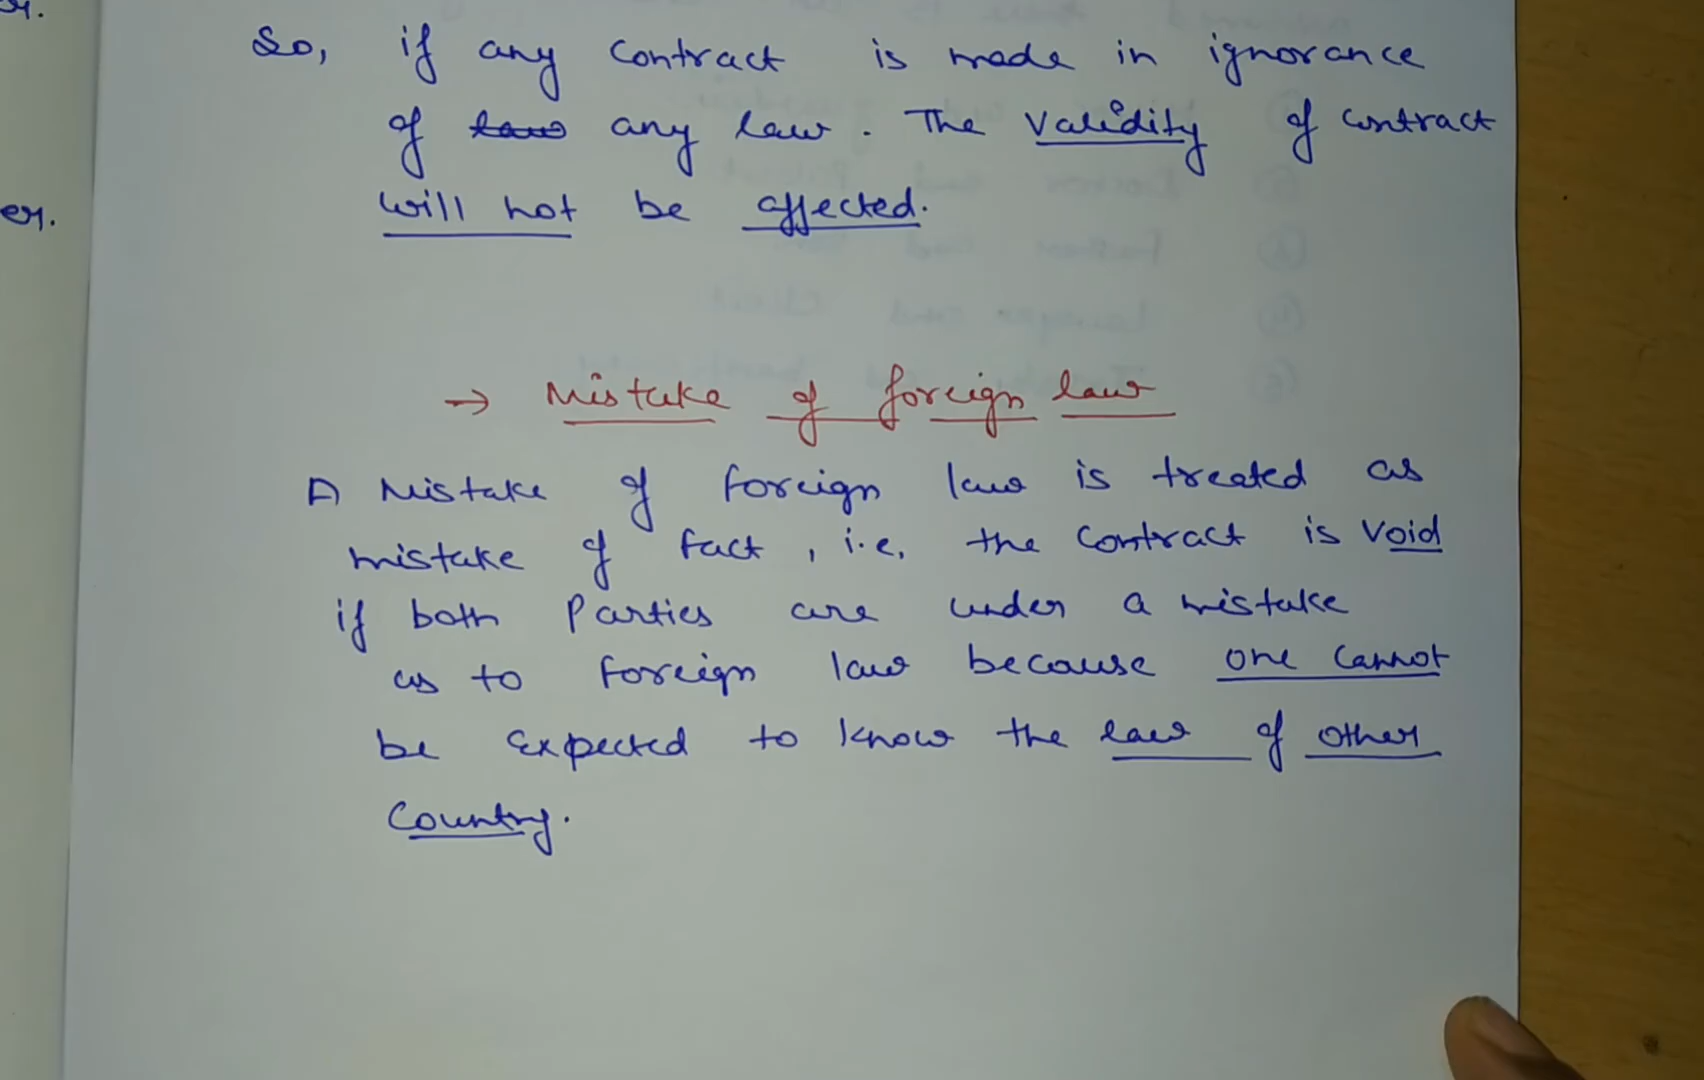 So, if any contract is made in ignorance
of any law. The validity of contract
will not be affected.
→ Mistake of foreign law
A Mistake of foreign law is treated as
mistake of fact, i.e. the contract is void
if both Parties are under a mistake
as to foreign law because one cannot
be expected to know the law of other
Country.
er.